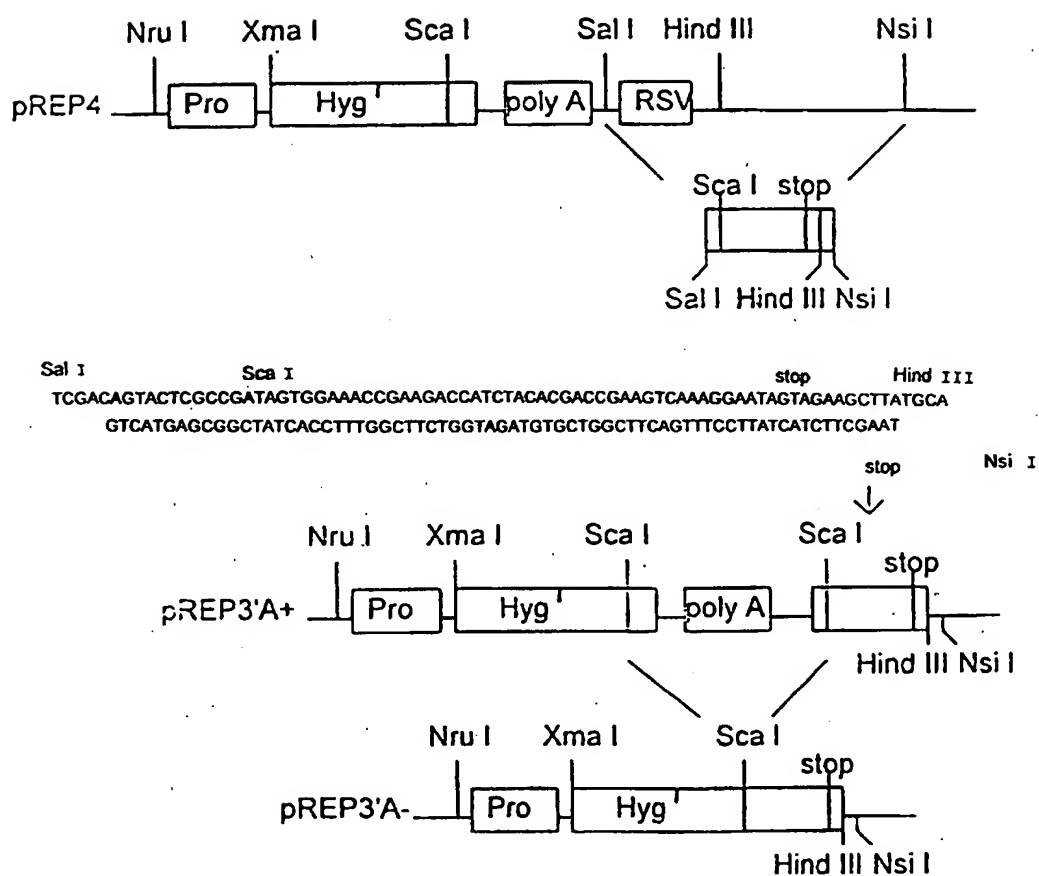 Nru I Xma I Sca I Sal I Hind III Nsi I
pREP4 Pro Hyg' poly A RSV
Sca I stop
Sal I Hind III Nsi I
Sal I Sca I stop Hind III
TCGACAGTACTCGCCGATAGTGGAAACCGAAGACCATCTACACGACCGAAGTCAAAGGAATAGTAGAAGCTTATGCA
GTCATGAGCGGCTATCACCTTTGGCTTCTGGTAGATGTGCTGGCTTCAGTTTCCTTATCATCTTCGAAT
stop Nsi I
Nru I Xma I Sca I Sca I
stop
pREP3'A+ Pro Hyg' poly A
Hind III Nsi I
Nru I Xma I Sca I
stop
pREP3'A- Pro Hyg'
Hind III Nsi I